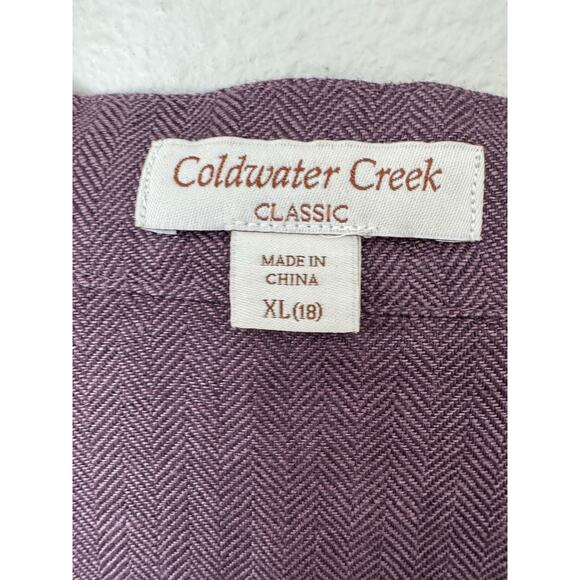 Coldwater Creek
CLASSIC
MADE IN
CHINA
XL(18)